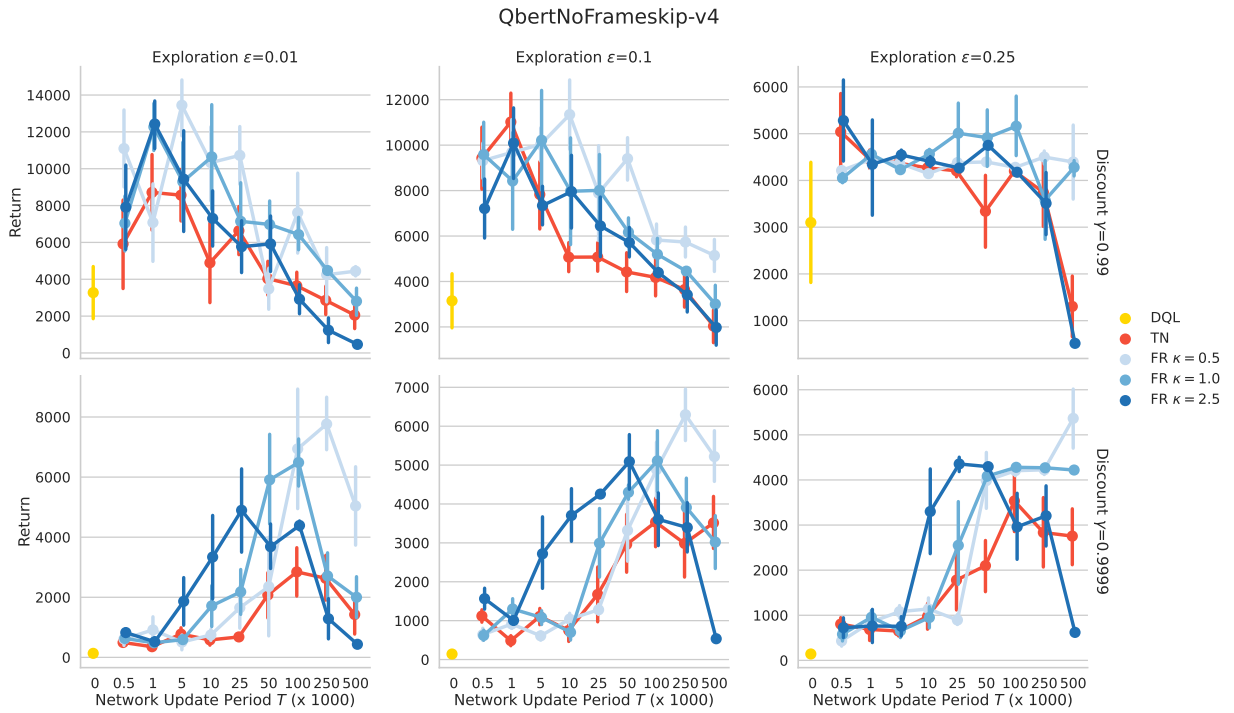 QbertNoFrameskip-v4
Exploration ε=0.01
Exploration ε=0.1
Exploration ε=0.25
14000
12000
10000
8000
6000
4000
2000
0
Return
12000
10000
8000
6000
4000
2000
6000
5000
4000
3000
2000
1000
Discount γ=0.99
DQL
TN
FR κ = 0.5
FR κ = 1.0
FR κ = 2.5
8000
6000
4000
2000
0
Return
7000
6000
5000
4000
3000
2000
1000
0
6000
5000
4000
3000
2000
1000
0
Discount γ=0.9999
0 0.5 1 5 10 25 50 100 250 500
Network Update Period T (x 1000)
0 0.5 1 5 10 25 50 100 250 500
Network Update Period T (x 1000)
0 0.5 1 5 10 25 50 100 250 500
Network Update Period T (x 1000)